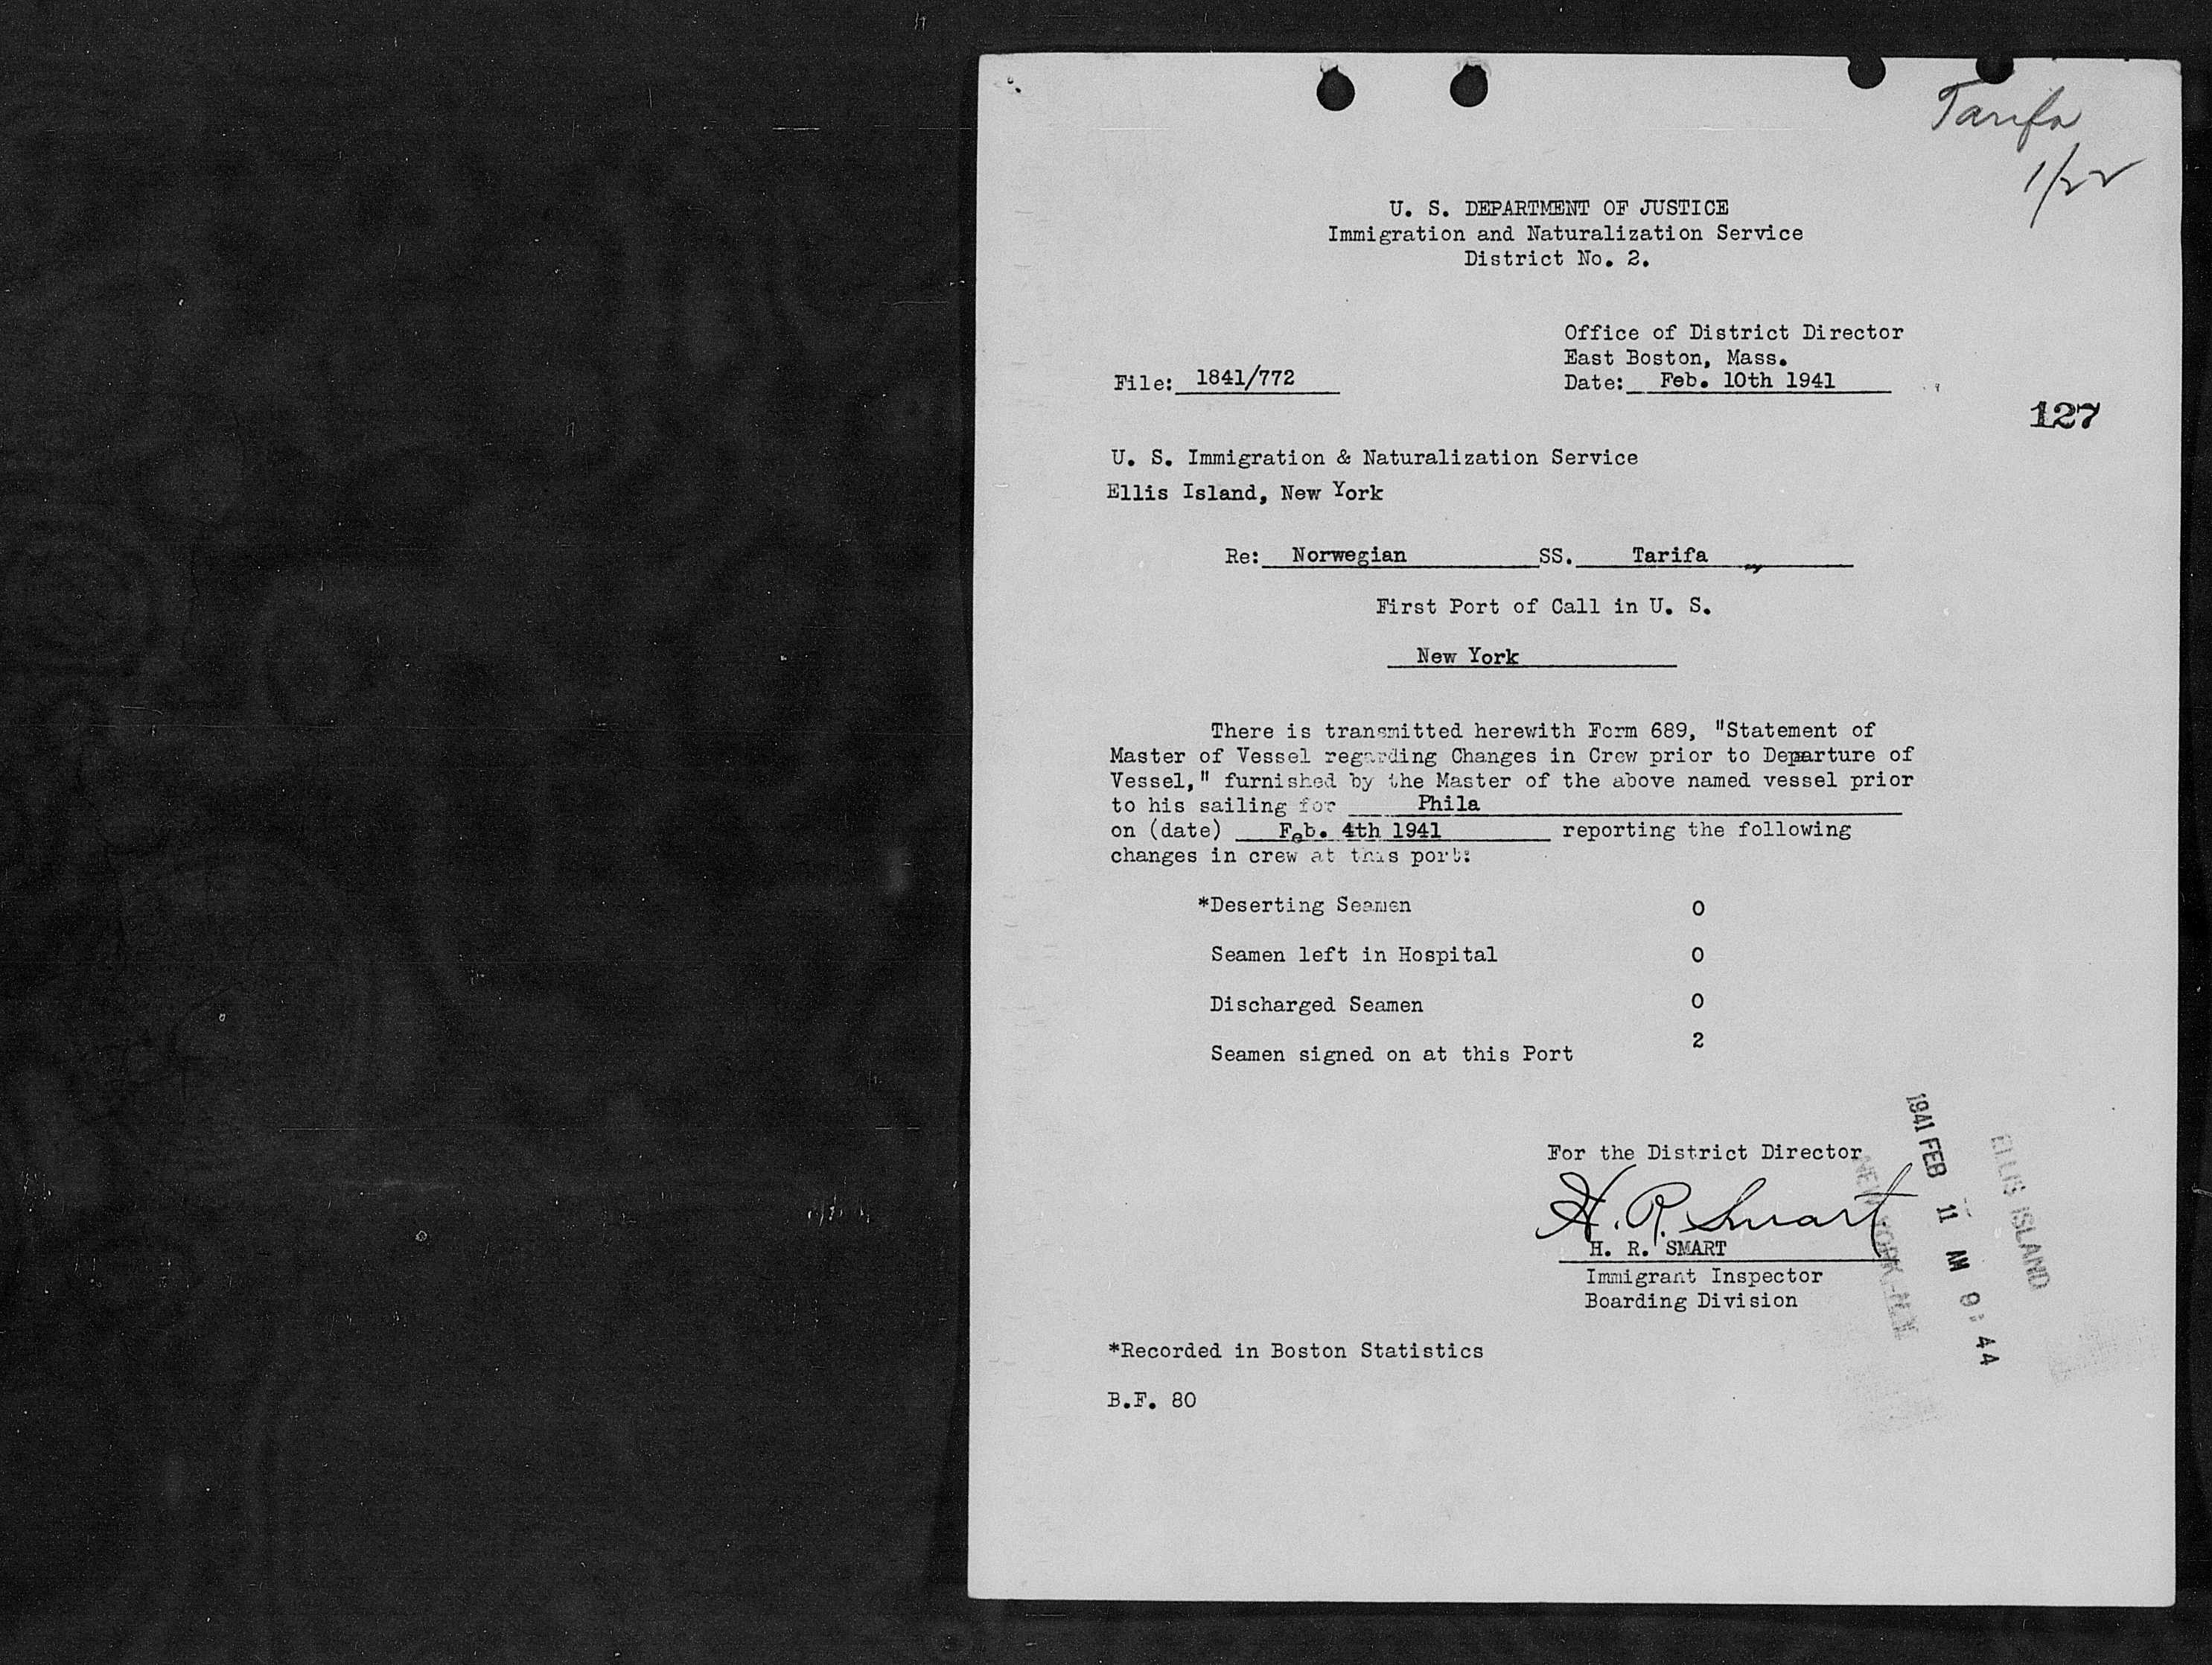 Tarifa
1/22
U. S. DEPARTMENT OF JUSTICE
Immigration and Naturalization Service
District No. 2.
Office of District Director
East Boston, Mass.
File: 1841/772
Date: Feb. 10th 1941
127
U. S. Immigration & Naturalization Service
Ellis Island, New York
Re: Norwegian SS. Tarifa
First Port of Call in U. S.
New York
There is transmitted herewith Form 689, "Statement of
Master of Vessel regarding Changes in Crew prior to Departure of
Vessel," furnished by the Master of the above named vessel prior
to his sailing for Phila
on (date) Feb. 4th 1941 reporting the following
changes in crew at this port:
*Deserting Seamen 0
Seamen left in Hospital 0
Discharged Seamen 0
Seamen signed on at this Port 2
For the District Director
H. R. Smart
H. R. SMART
Immigrant Inspector
Boarding Division
ELLIS ISLAND
1941 FEB 11 AM 9:44
NEW YORK N.Y.
*Recorded in Boston Statistics
B.F. 80